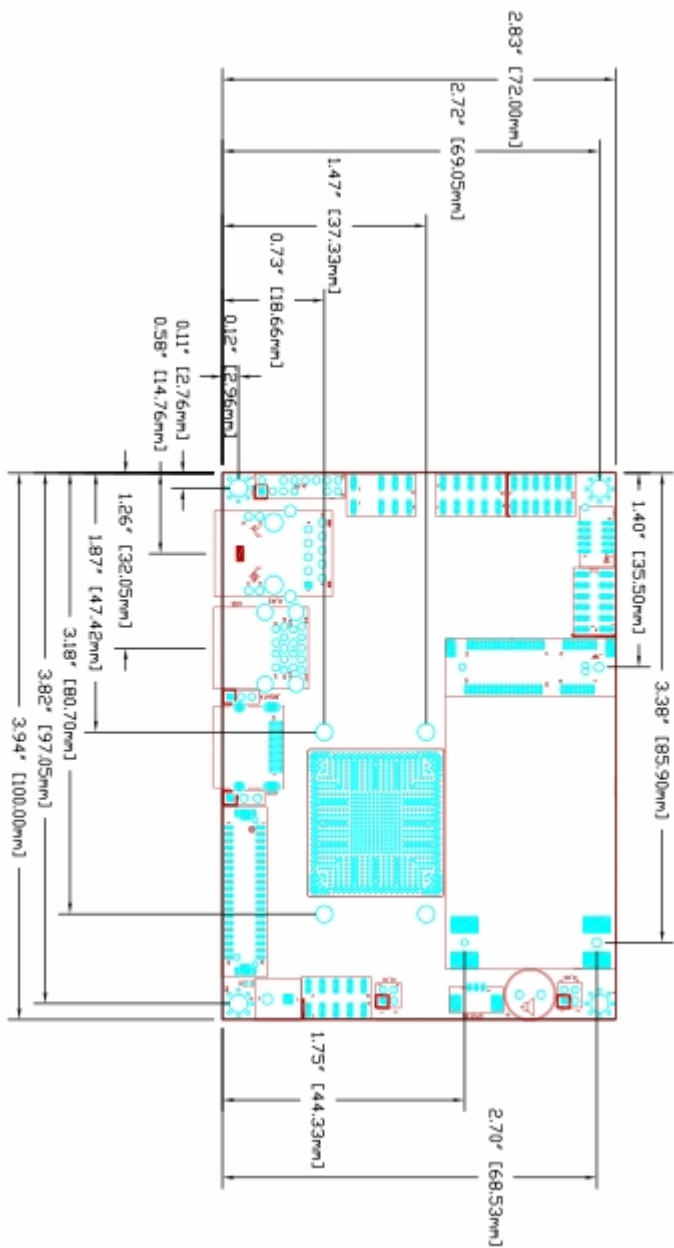 2.83" [72.00mm]
2.72" [69.05mm]
1.47" [37.33mm]
0.73" [18.66mm]
0.12" [2.96mm]
0.11" [2.76mm]
0.58" [14.76mm]
1.26" [32.05mm]
1.87" [47.42mm]
3.18" [80.70mm]
3.82" [97.05mm]
3.94" [100.00mm]
1.40" [35.50mm]
3.38" [85.90mm]
1.75" [44.33mm]
2.70" [68.53mm]